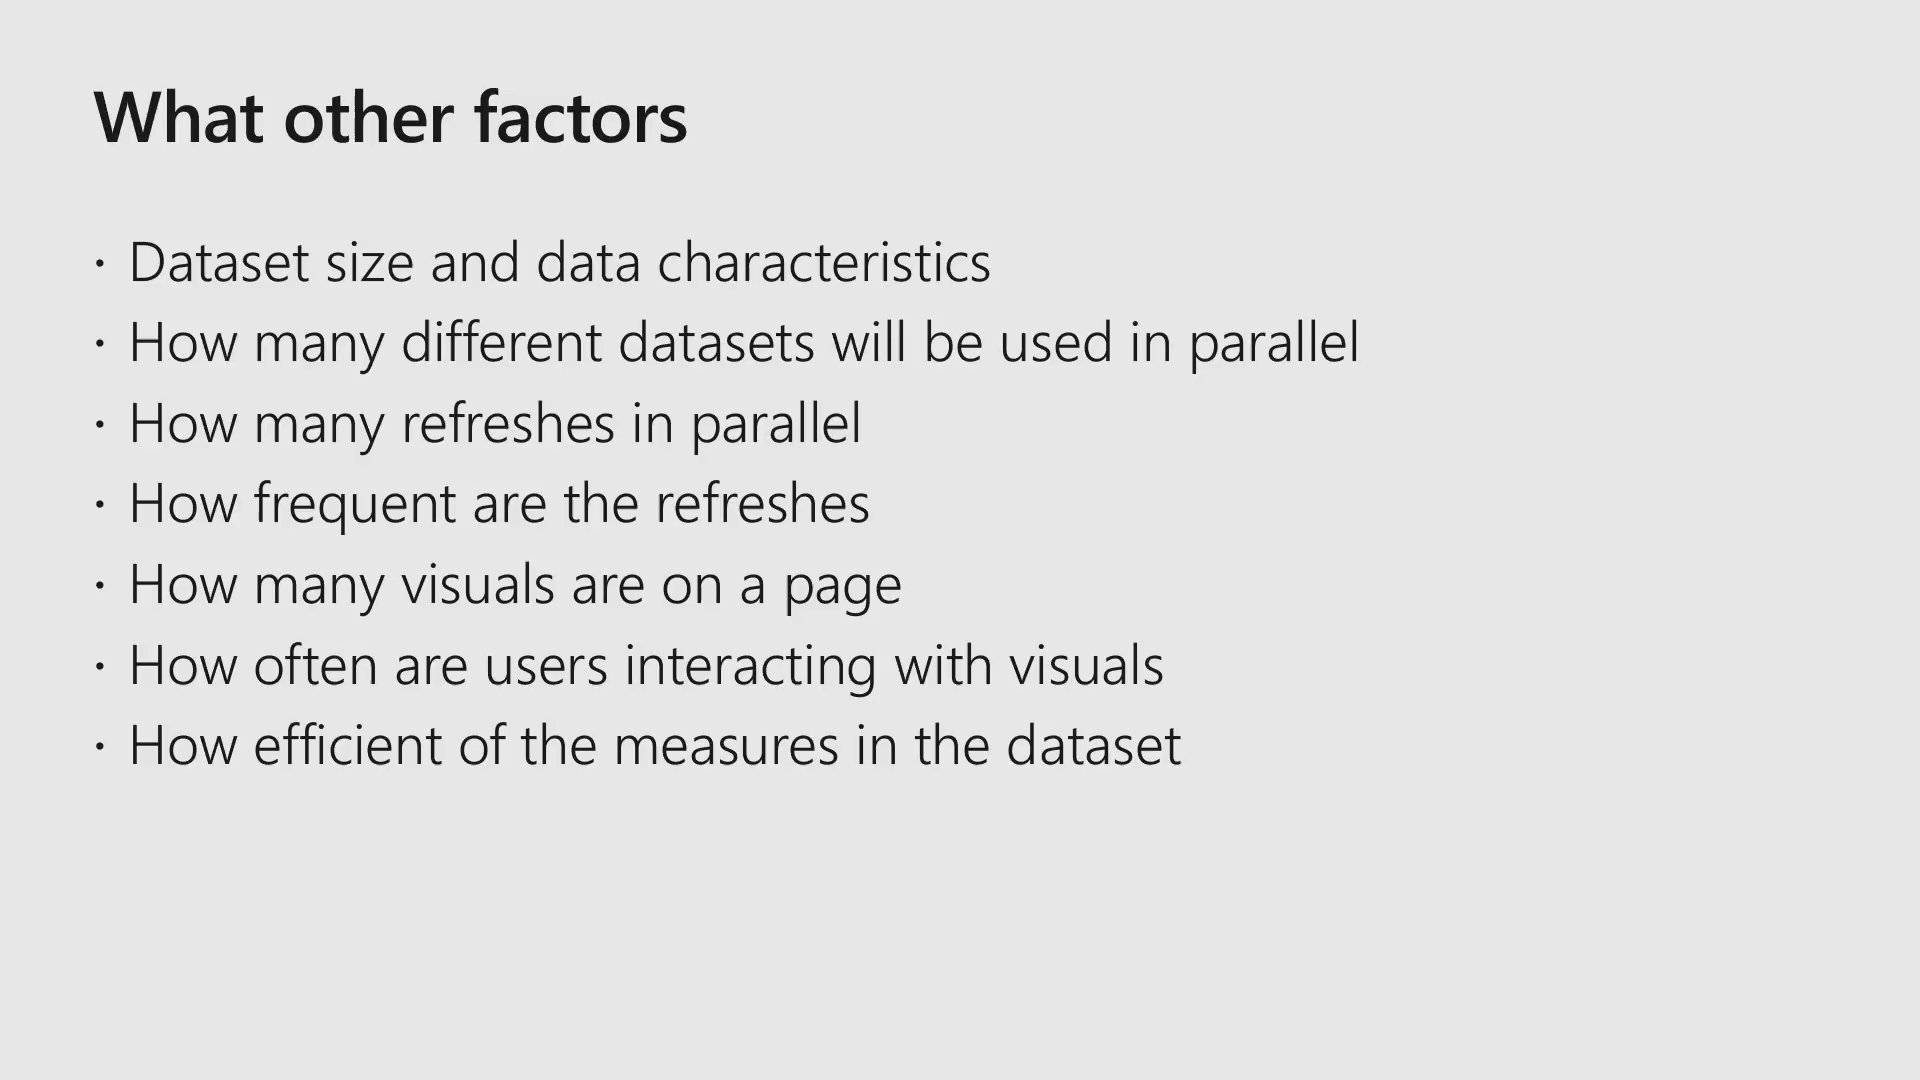 What other factors
· Dataset size and data characteristics
· How many different datasets will be used in parallel
· How many refreshes in parallel
· How frequent are the refreshes
· How many visuals are on a page
· How often are users interacting with visuals
· How efficient of the measures in the dataset